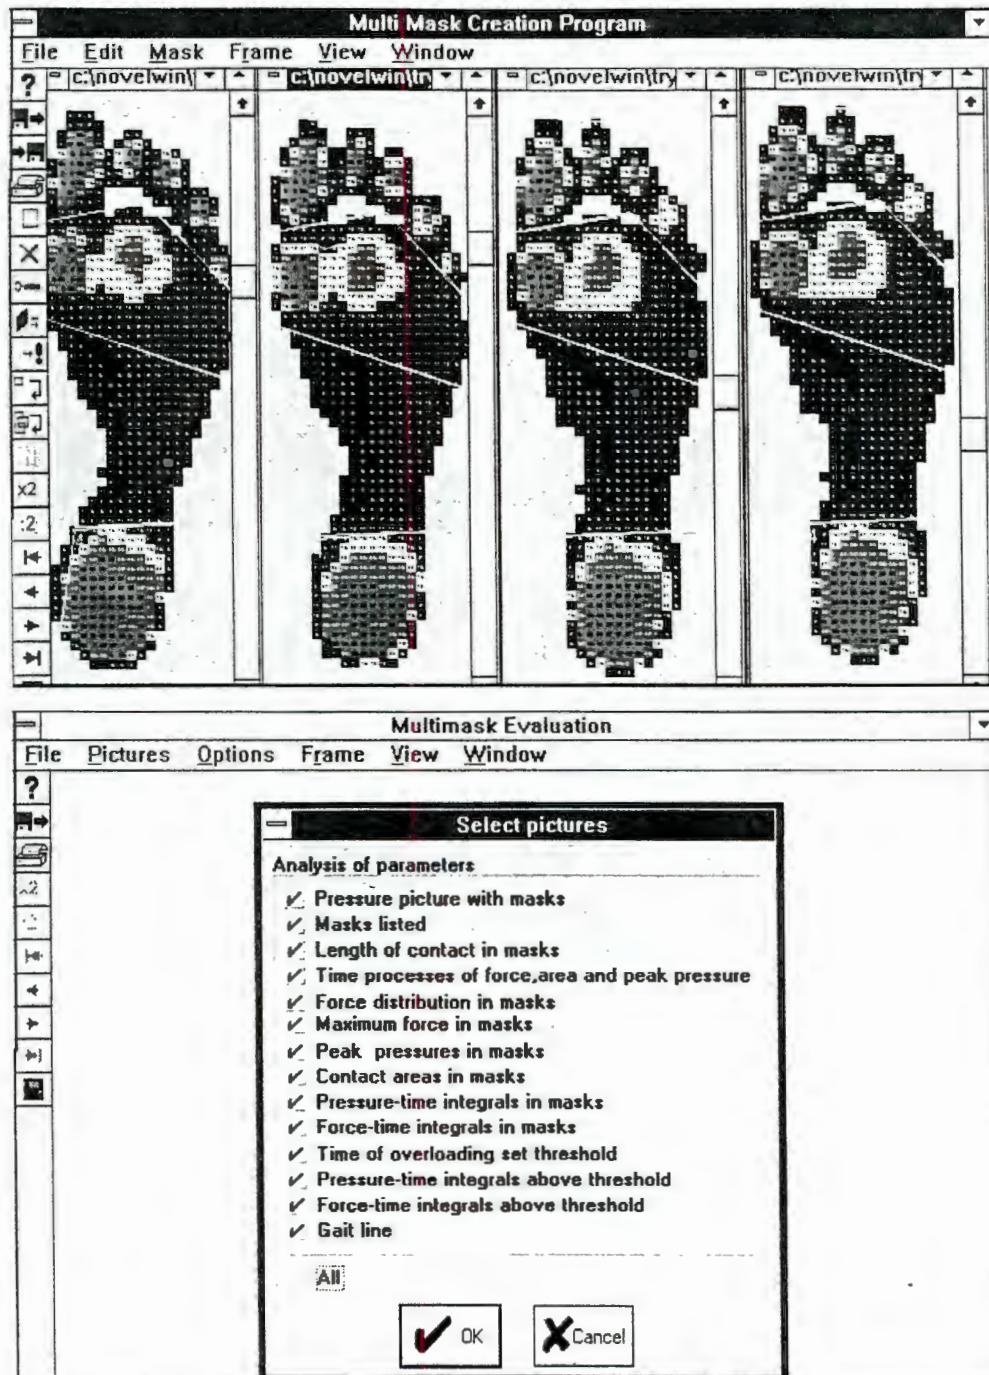 Multi Mask Creation Program
File Edit Mask Frame View Window
? c:\novelwin\ c:\novelwin\tr c:\novelwin\try c:\novelwin\tr
x2
:2
Multimask Evaluation
File Pictures Options Frame View Window
?
x2
Select pictures
Analysis of parameters
Pressure picture with masks
Masks listed
Length of contact in masks
Time processes of force,area and peak pressure
Force distribution in masks
Maximum force in masks
Peak pressures in masks
Contact areas in masks
Pressure-time integrals in masks
Force-time integrals in masks
Time of overloading set threshold
Pressure-time integrals above threshold
Force-time integrals above threshold
Gait line
All
OK Cancel